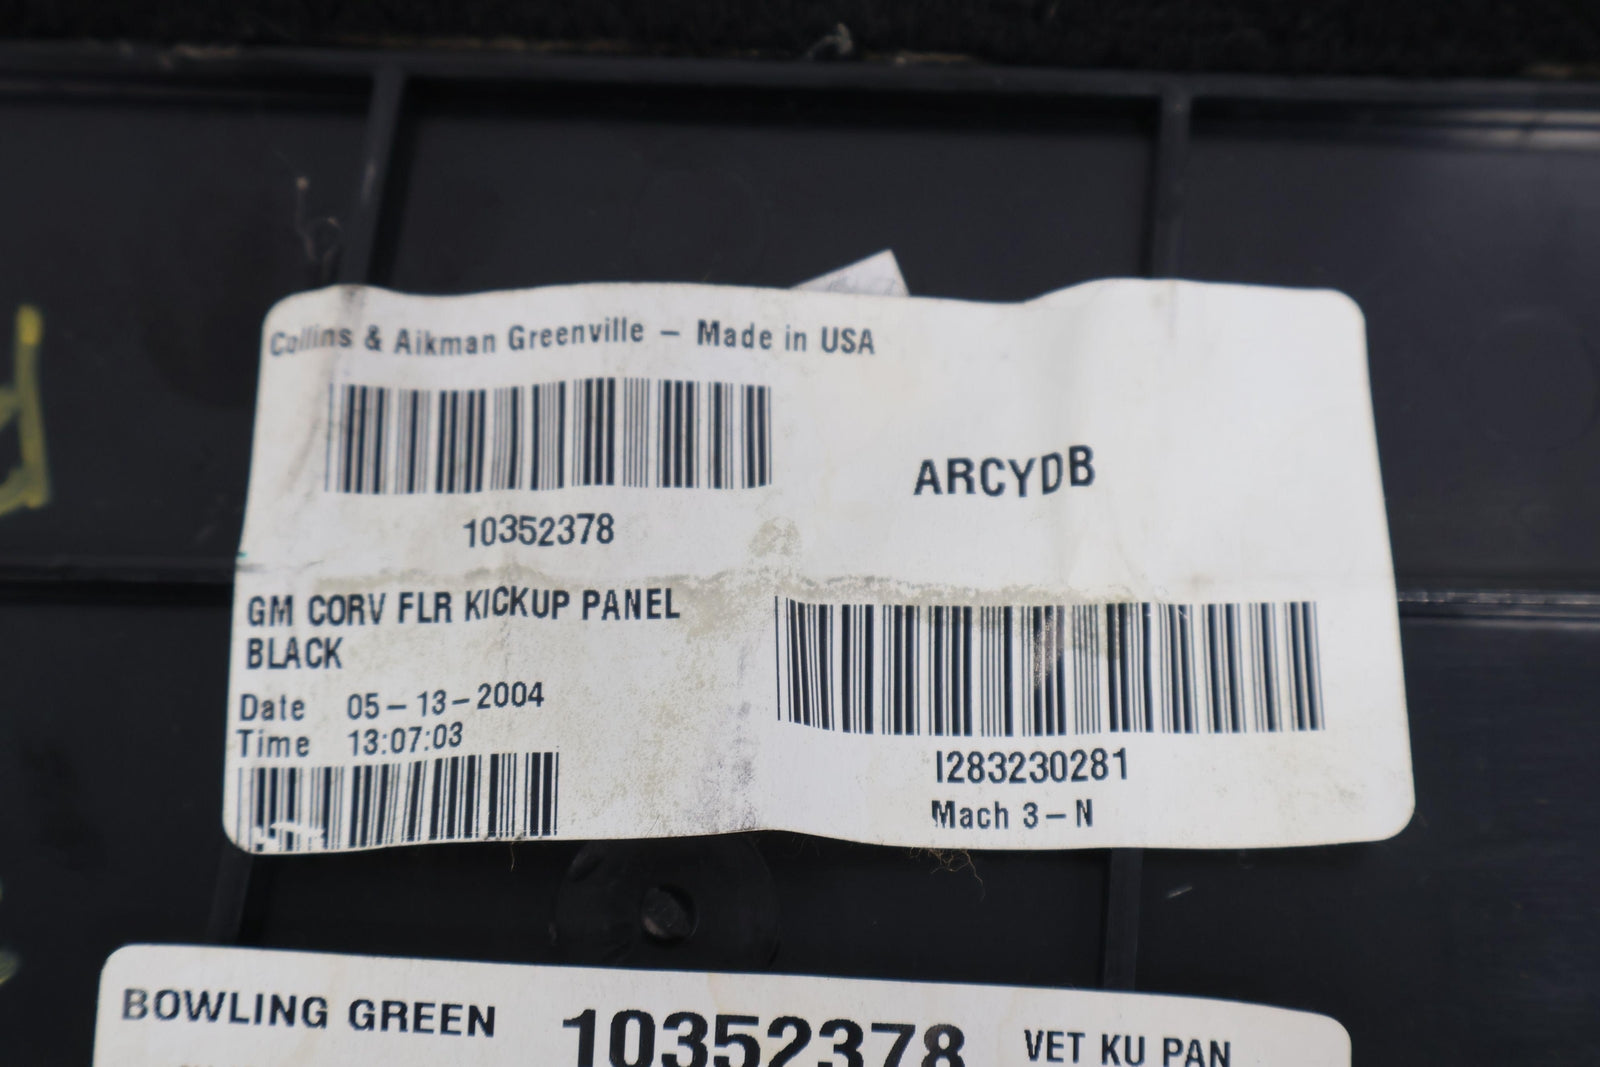 Collins & Aikman Greenville – Made in USA
10352378
ARCYDB
GM CORV FLR KICKUP PANEL
BLACK
Date 05-13-2004
Time 13:07:03
I283230281
Mach 3-N
BOWLING GREEN 10352378 VET KU PAN